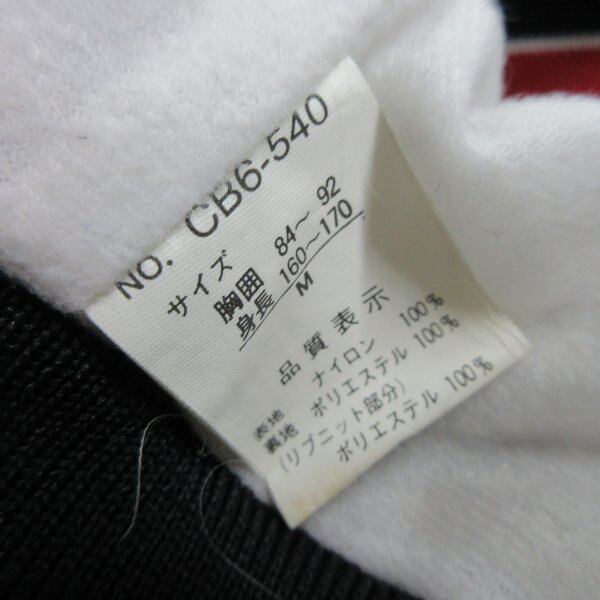 NO. CB6-540
サイズ
胸囲 84～92
身長 160～170
M
品質表示
表地 ナイロン 100%
裏地 ポリエステル 100%
(リブニット部分)
ポリエステル 100%